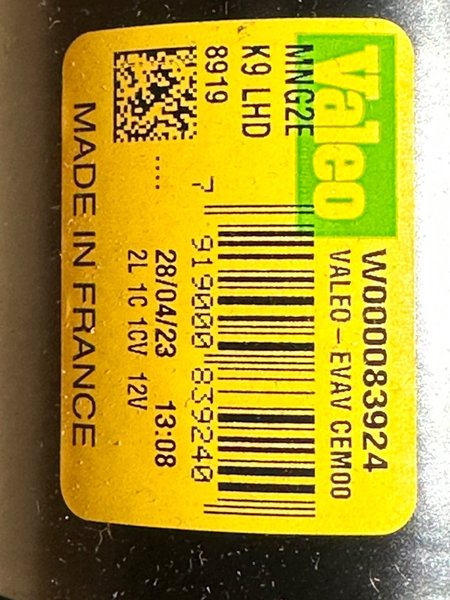 Valeo
W000083924
VALEO-EVAV CEM00
MNG2E
K9 LHD
8919
7 919000 839240
....
28/04/23 13:08
2L 1C 1CV 12V
MADE IN FRANCE